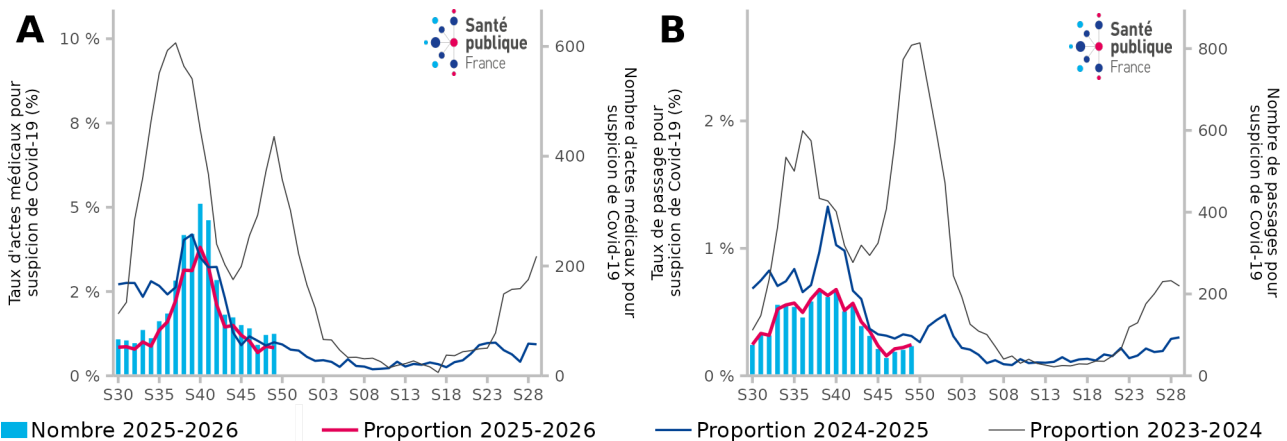 A
Santé
publique
France
Taux d'actes médicaux pour
suspicion de Covid-19 (%)
10 %
8 %
5 %
2 %
0 %
600
400
200
0
Nombre d'actes médicaux pour
suspicion de Covid-19
S30 S35 S40 S45 S50 S03 S08 S13 S18 S23 S28
B
Santé
publique
France
Taux de passage pour
suspicion de Covid-19 (%)
2 %
1 %
0 %
800
600
400
200
0
Nombre de passages pour
suspicion de Covid-19
S30 S35 S40 S45 S50 S03 S08 S13 S18 S23 S28
Nombre 2025-2026 Proportion 2025-2026 Proportion 2024-2025 Proportion 2023-2024